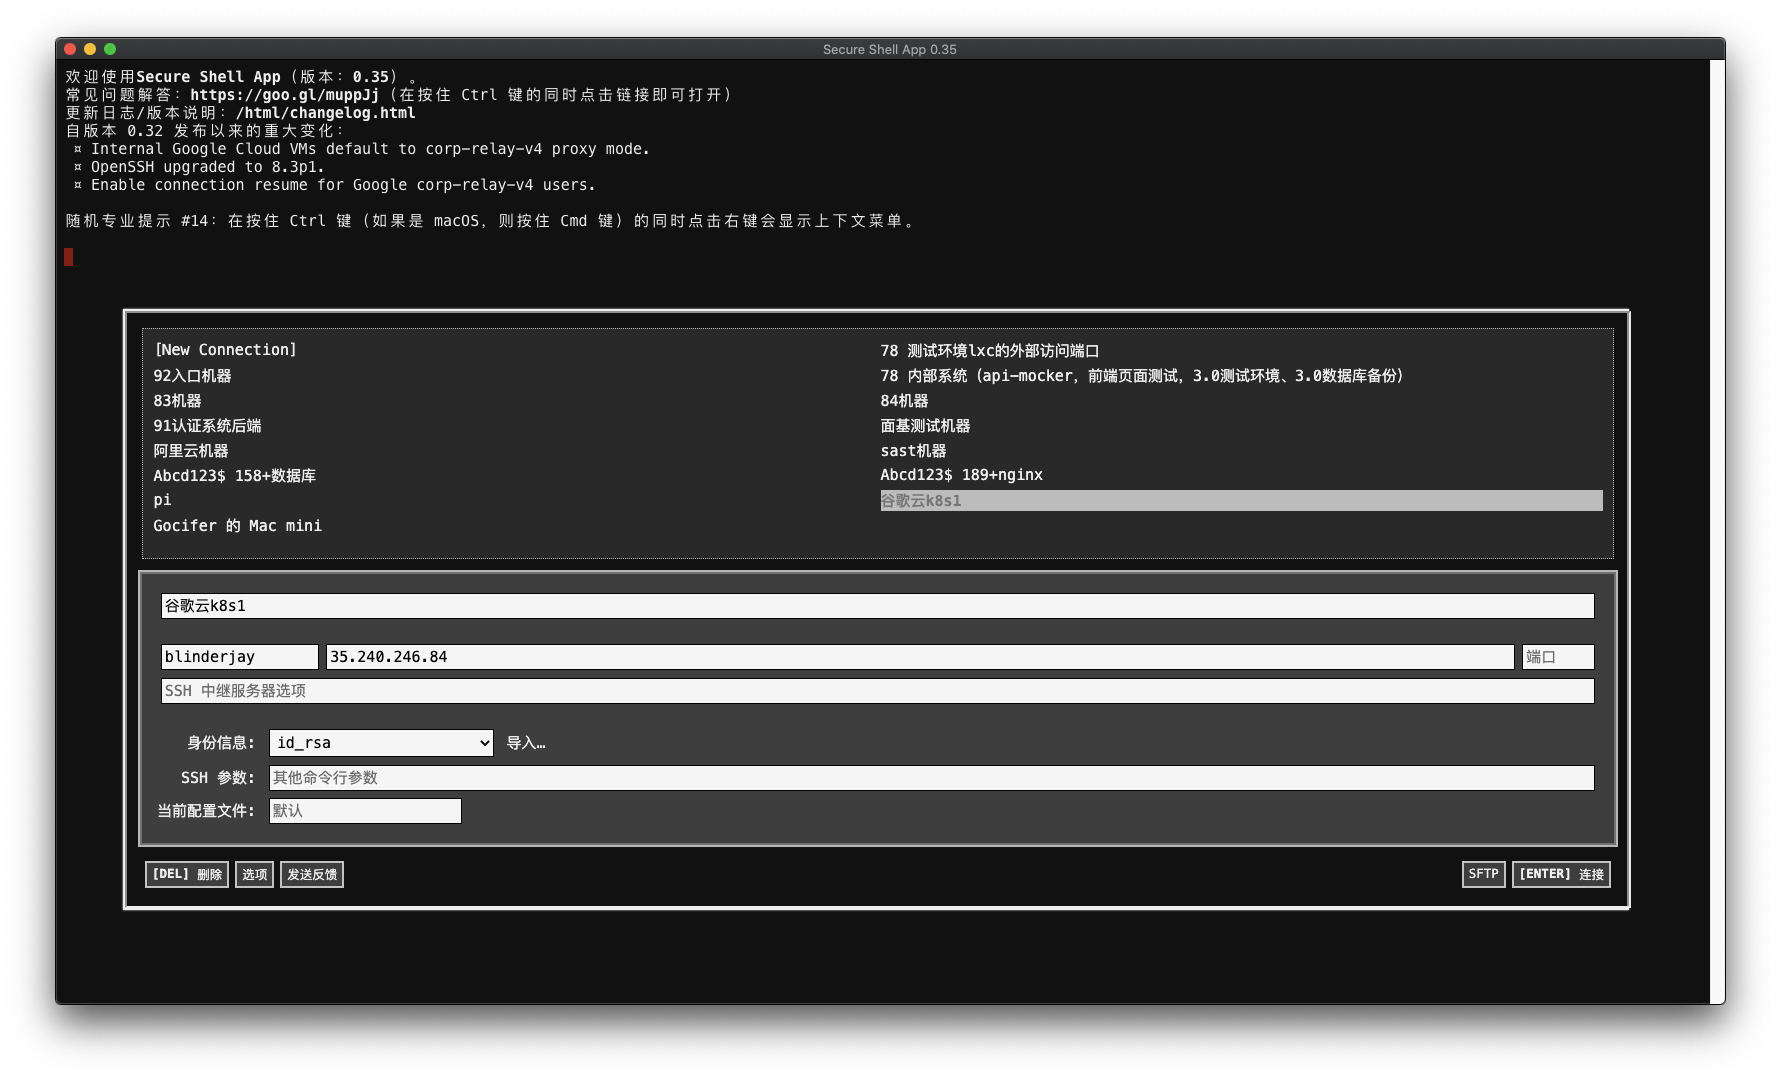 Secure Shell App 0.35
欢迎使用Secure Shell App（版本：0.35）。
常见问题解答：https://goo.gl/muppJj（在按住 Ctrl 键的同时点击链接即可打开）
更新日志/版本说明：/html/changelog.html
自版本 0.32 发布以来的重大变化：
¤ Internal Google Cloud VMs default to corp-relay-v4 proxy mode.
¤ OpenSSH upgraded to 8.3p1.
¤ Enable connection resume for Google corp-relay-v4 users.
随机专业提示 #14：在按住 Ctrl 键（如果是 macOS，则按住 Cmd 键）的同时点击右键会显示上下文菜单。
[New Connection]
78 测试环境lxc的外部访问端口
92入口机器
78 内部系统（api-mocker，前端页面测试，3.0测试环境、3.0数据库备份）
83机器
84机器
91认证系统后端
面基测试机器
阿里云机器
sast机器
Abcd123$ 158+数据库
Abcd123$ 189+nginx
pi
谷歌云k8s1
Gocifer 的 Mac mini
谷歌云k8s1
blinderjay 35.240.246.84 端口
SSH 中继服务器选项
身份信息: id_rsa 导入…
SSH 参数: 其他命令行参数
当前配置文件: 默认
[DEL] 删除 选项 发送反馈 SFTP [ENTER] 连接